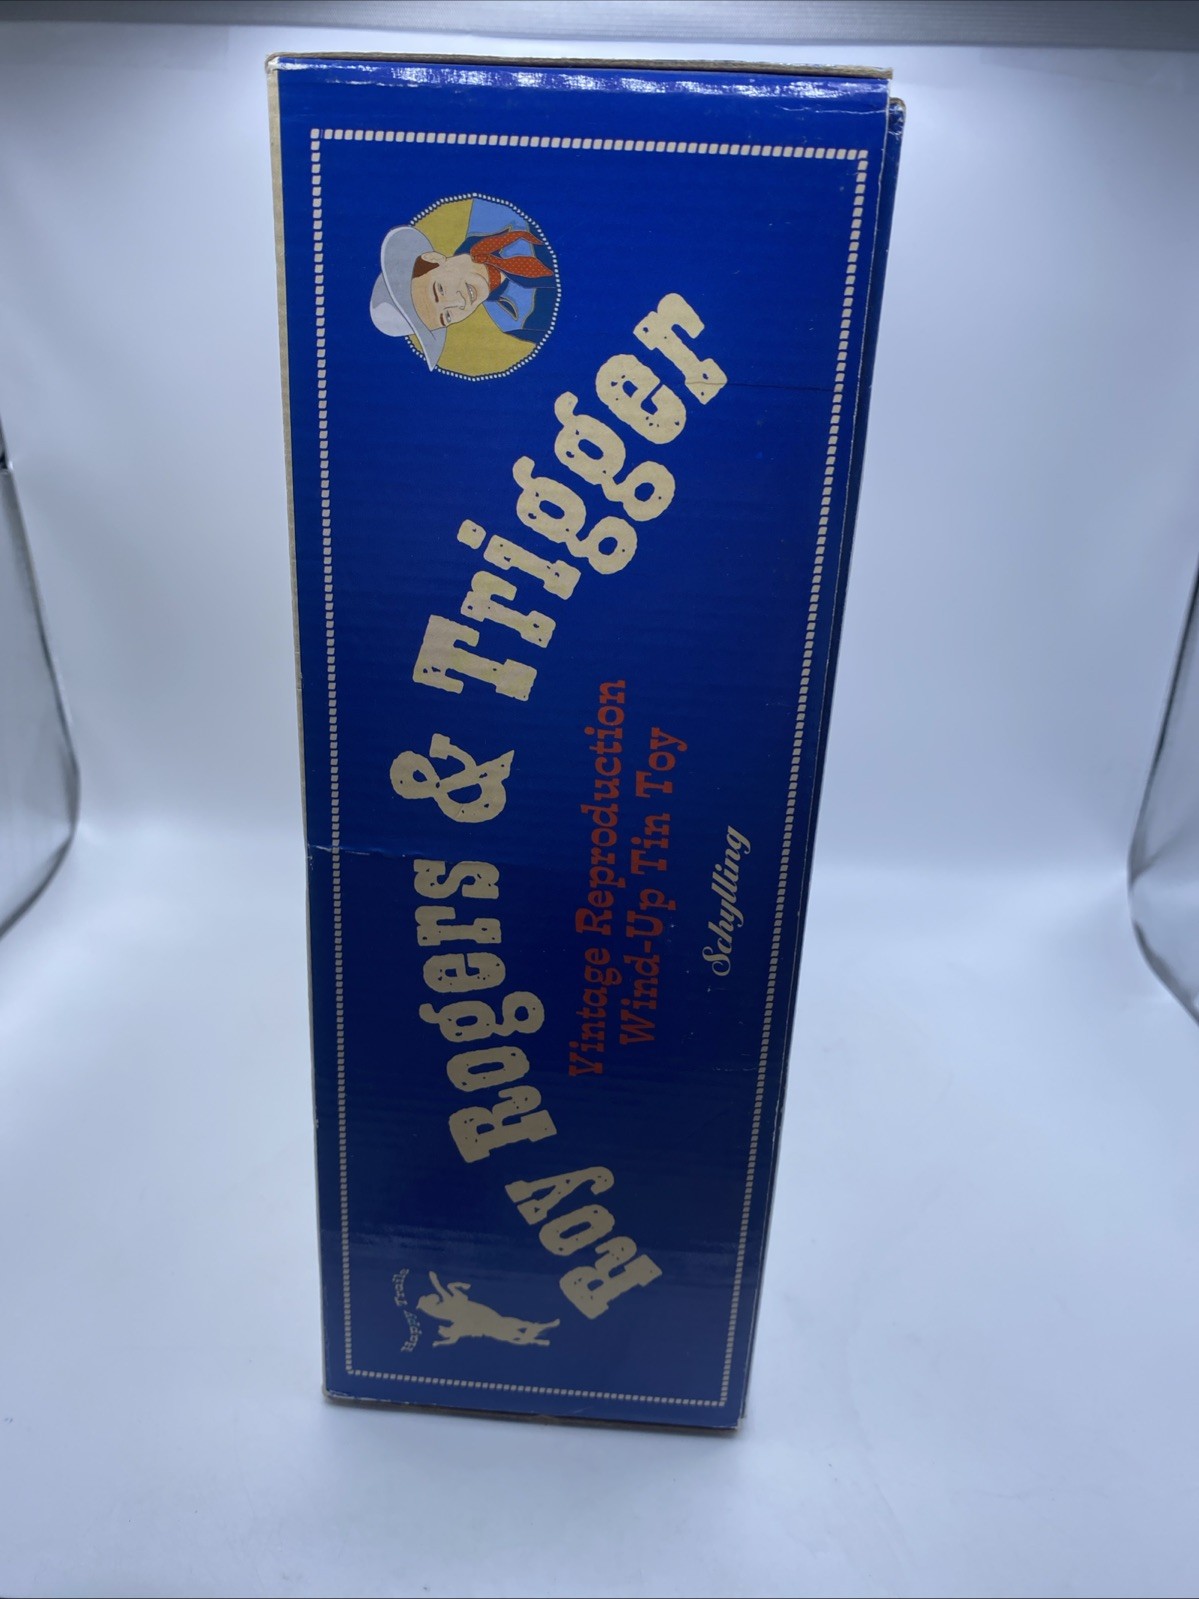 Happy Trails
Roy Rogers & Trigger
Vintage Reproduction
Wind-Up Tin Toy
Schylling